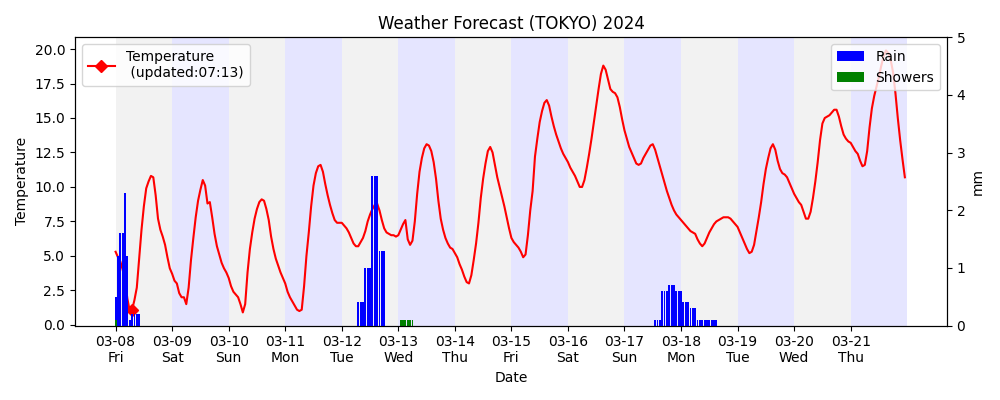 Weather Forecast (TOKYO) 2024
Temperature
(updated:07:13)
Rain
Showers
20.0
17.5
15.0
12.5
10.0
7.5
5.0
2.5
0.0
Temperature
5
4
3
2
1
0
mm
03-08 03-09 03-10 03-11 03-12 03-13 03-14 03-15 03-16 03-17 03-18 03-19 03-20 03-21
Fri Sat Sun Mon Tue Wed Thu Fri Sat Sun Mon Tue Wed Thu
Date